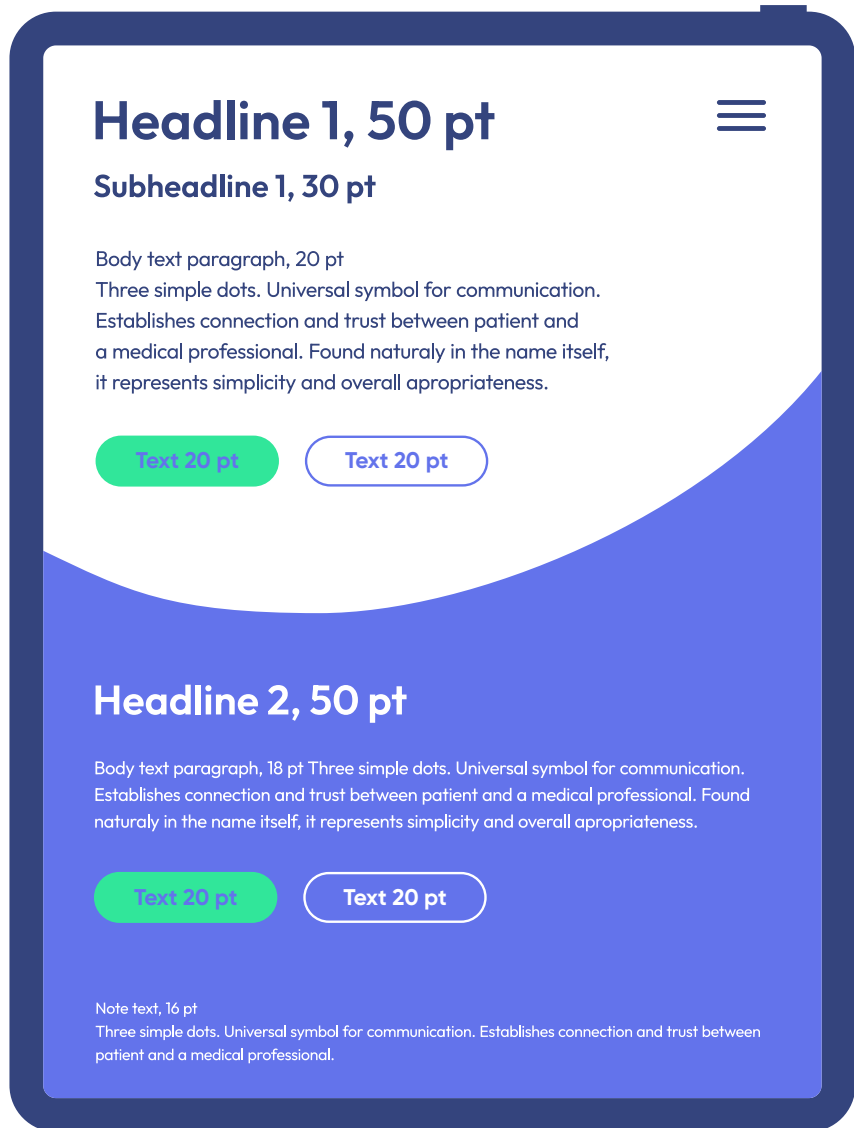 Headline 1, 50 pt
Subheadline 1, 30 pt
Body text paragraph, 20 pt
Three simple dots. Universal symbol for communication.
Establishes connection and trust between patient and
a medical professional. Found naturaly in the name itself,
it represents simplicity and overall apropriateness.
Text 20 pt Text 20 pt
Headline 2, 50 pt
Body text paragraph, 18 pt Three simple dots. Universal symbol for communication.
Establishes connection and trust between patient and a medical professional. Found
naturaly in the name itself, it represents simplicity and overall apropriateness.
Text 20 pt Text 20 pt
Note text, 16 pt
Three simple dots. Universal symbol for communication. Establishes connection and trust between
patient and a medical professional.